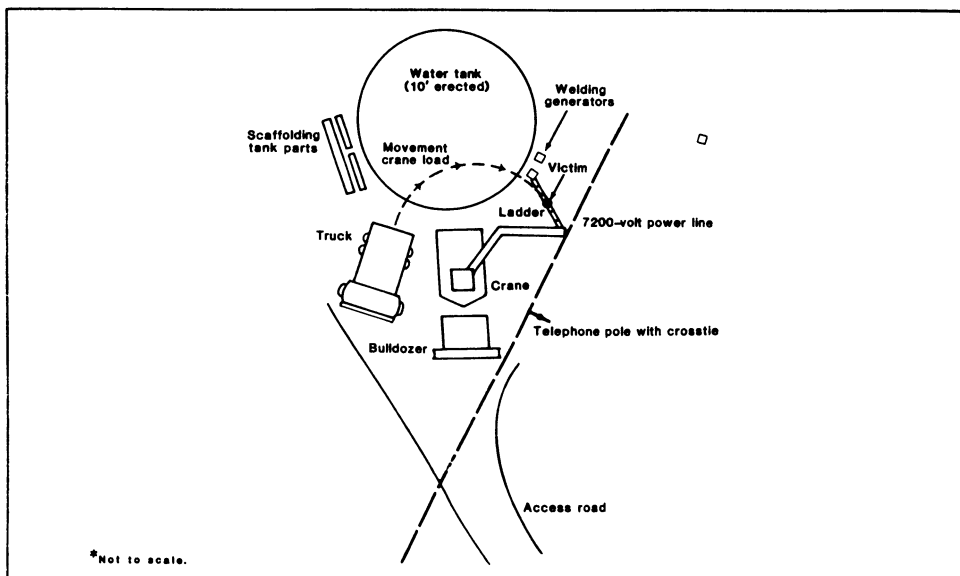 Water tank
(10' erected)
Welding
generators
Scaffolding
tank parts
Movement
crane load
Victim
Ladder
7200-volt power line
Truck
Crane
Telephone pole with crosstie
Bulldozer
Access road
*Not to scale.